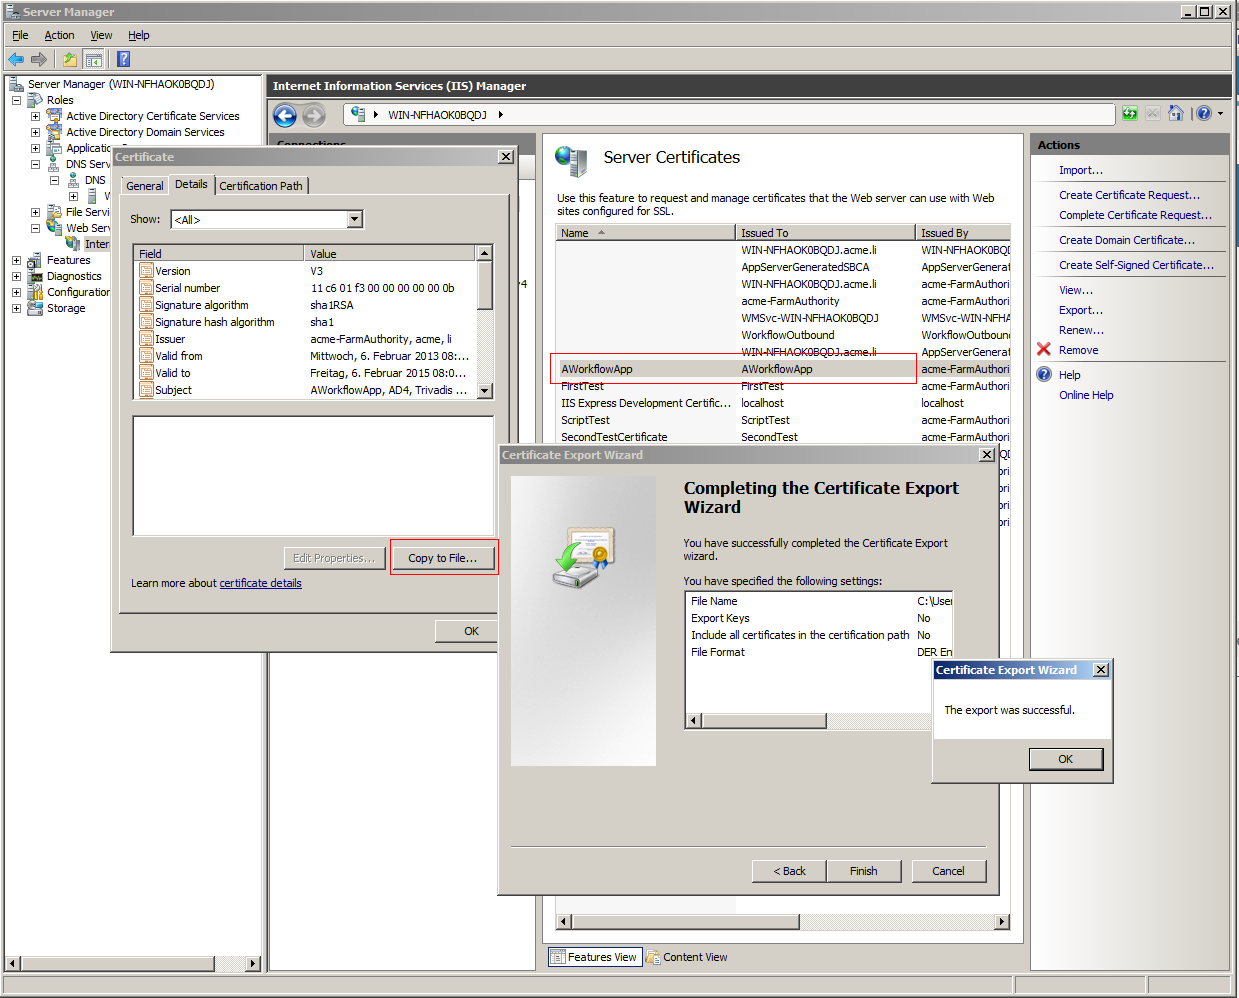 Server Manager
File Action View Help
Server Manager (WIN-NFHAOK0BQDJ)
Roles
Active Directory Certificate Services
Active Directory Domain Services
Applicatio
DNS Serv
DNS
W
File Servi
Web Serv
Inter
Features
Diagnostics
Configuration
Storage
Internet Information Services (IIS) Manager
WIN-NFHAOK0BQDJ
Connections
v4
Certificate
General Details Certification Path
Show: <All>
Field Value
Version V3
Serial number 11 c6 01 f3 00 00 00 00 00 0b
Signature algorithm sha1RSA
Signature hash algorithm sha1
Issuer acme-FarmAuthority, acme, li
Valid from Mittwoch, 6. Februar 2013 08:...
Valid to Freitag, 6. Februar 2015 08:0...
Subject AWorkflowApp, AD4, Trivadis ...
Edit Properties... Copy to File...
Learn more about certificate details
OK
Server Certificates
Use this feature to request and manage certificates that the Web server can use with Web
sites configured for SSL.
Name Issued To Issued By
WIN-NFHAOK0BQDJ.acme.li WIN-NFHAOK0BQD
AppServerGeneratedSBCA AppServerGenerat
WIN-NFHAOK0BQDJ.acme.li acme-FarmAuthori
acme-FarmAuthority acme-FarmAuthori
WMSvc-WIN-NFHAOK0BQDJ WMSvc-WIN-NFHA
WorkflowOutbound WorkflowOutbound
WIN-NFHAOK0BQDJ.acme.li AppServerGenerat
AWorkflowApp AWorkflowApp acme-FarmAuthori
FirstTest FirstTest acme-FarmAuthori
IIS Express Development Certific... localhost localhost
ScriptTest ScriptTest acme-FarmAuthori
SecondTestCertificate SecondTest acme-FarmAuthori
Certificate Export Wizard
Completing the Certificate Export
Wizard
You have successfully completed the Certificate Export
wizard.
You have specified the following settings:
File Name C:\User
Export Keys No
Include all certificates in the certification path No
File Format DER En
< Back Finish Cancel
Certificate Export Wizard
The export was successful.
OK
Features View Content View
Actions
Import...
Create Certificate Request...
Complete Certificate Request...
Create Domain Certificate...
Create Self-Signed Certificate...
View...
Export...
Renew...
Remove
Help
Online Help